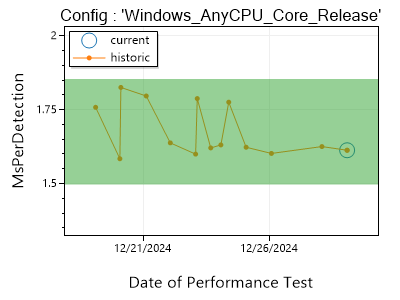 Config : 'Windows_AnyCPU_Core_Release'
2
current
historic
1.75
1.5
MsPerDetection
12/21/2024
12/26/2024
Date of Performance Test